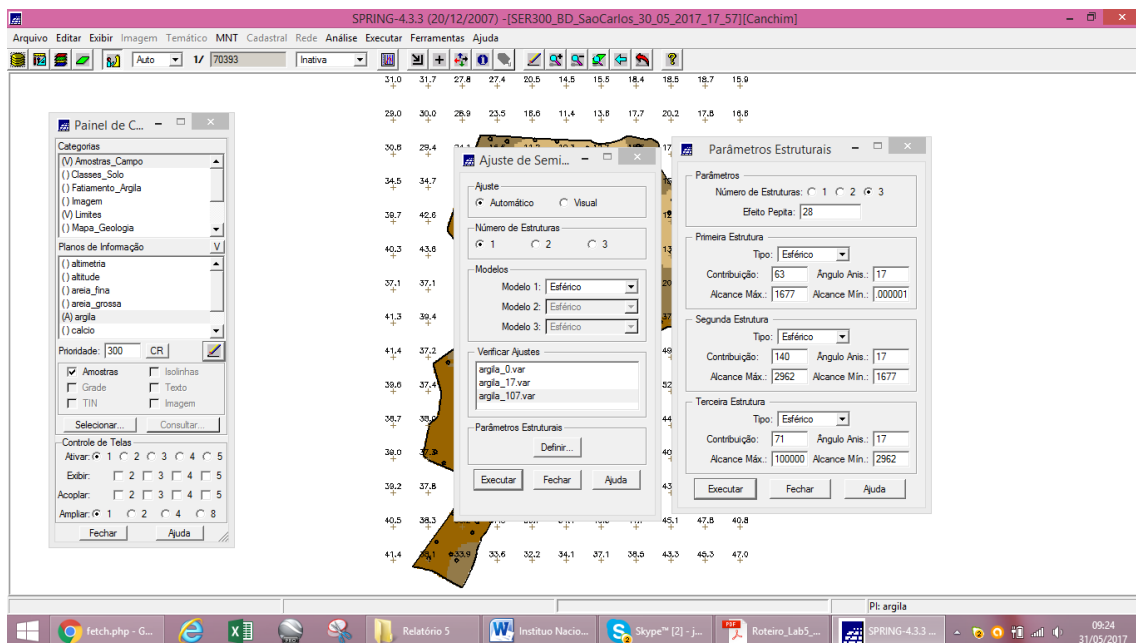 SPRING-4.3.3 (20/12/2007) -[SER300_BD_SaoCarlos_30_05_2017_17_57][Canchim]
Arquivo Editar Exibir Imagem Temático MNT Cadastral Rede Análise Executar Ferramentas Ajuda
Auto 1/ 70393 Inativa
31.0 31.7 27.8 27.4 20.5 14.5 15.5 18.4 18.5 18.7 15.9
29.0 30.0 28.9 23.5 18.6 11.4 13.8 17.7 20.2 17.8 16.8
30.8 29.4
34.5 34.7
39.7 42.6
40.3 43.6
37.1 37.1
41.3 39.4
41.4 37.2
39.6 37.4
38.7
39.0 37.9
39.2 37.8
40.5 38.3 45.1 47.8 40.8
41.4 33.9 33.6 32.2 34.1 37.1 38.5 43.3 45.3 47.0
Painel de C...
Categorias
(V) Amostras_Campo
( ) Classes_Solo
( ) Fatiamento_Argila
( ) Imagem
(V) Limites
( ) Mapa_Geologia
Planos de Informação V
( ) altimetria
( ) altitude
( ) areia_fina
( ) areia_grossa
(A) argila
( ) calcio
Prioridade: 300 CR
Amostras Isolinhas
Grade Texto
TIN Imagem
Selecionar... Consultar...
Controle de Telas
Ativar: 1 2 3 4 5
Exibir: 2 3 4 5
Acoplar: 2 3 4 5
Ampliar: 1 2 4 8
Fechar Ajuda
Ajuste de Semi...
Ajuste
Automático Visual
Número de Estruturas
1 2 3
Modelos
Modelo 1: Esférico
Modelo 2: Esférico
Modelo 3: Esférico
Verificar Ajustes
argila_0.var
argila_17.var
argila_107.var
Parâmetros Estruturais
Definir...
Executar Fechar Ajuda
Parâmetros Estruturais
Parâmetros
Número de Estruturas: 1 2 3
Efeito Pepita: 28
Primeira Estrutura
Tipo: Esférico
Contribuição: 63 Ângulo Anis.: 17
Alcance Máx.: 1677 Alcance Mín.: .000001
Segunda Estrutura
Tipo: Esférico
Contribuição: 140 Ângulo Anis.: 17
Alcance Máx.: 2962 Alcance Mín.: 1677
Terceira Estrutura
Tipo: Esférico
Contribuição: 71 Ângulo Anis.: 17
Alcance Máx.: 100000 Alcance Mín.: 2962
Executar Fechar Ajuda
PI: argila
fetch.php - G... Relatório 5 Instituo Nacio... Skype™ [2] - j... Roteiro_Lab5_... SPRING-4.3.3 ...
09:24
31/05/2017